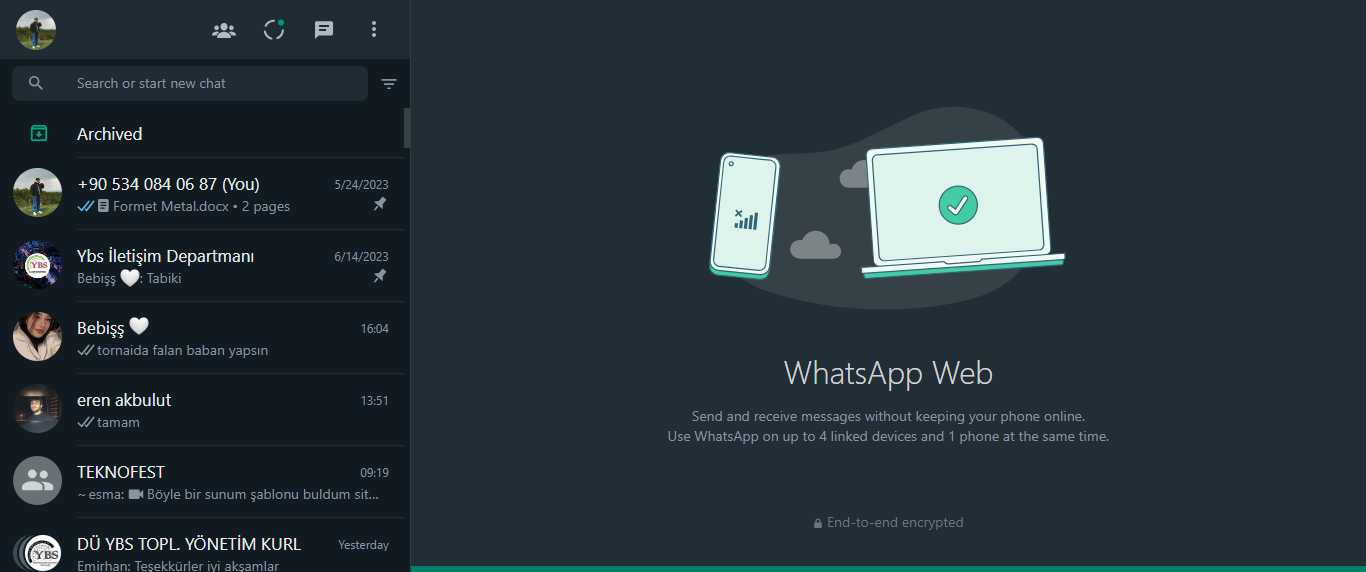 Search or start new chat
Archived
+90 534 084 06 87 (You) 5/24/2023
Formet Metal.docx • 2 pages
Ybs İletişim Departmanı 6/14/2023
Bebişş 🤍: Tabiki
YBS
Bebişş 🤍 16:04
tornaida falan baban yapsın
eren akbulut 13:51
tamam
TEKNOFEST 09:19
~ esma: Böyle bir sunum şablonu buldum sit...
DÜ YBS TOPL. YÖNETİM KURL Yesterday
Emirhan: Teşekkürler iyi akşamlar
YBS
WhatsApp Web
Send and receive messages without keeping your phone online.
Use WhatsApp on up to 4 linked devices and 1 phone at the same time.
End-to-end encrypted